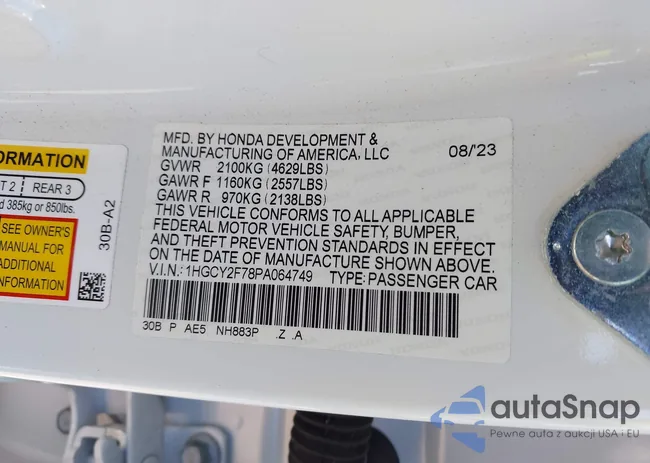 MFD. BY HONDA DEVELOPMENT &
MANUFACTURING OF AMERICA, LLC 08/'23
GVWR 2100KG (4629LBS)
GAWR F 1160KG (2557LBS)
GAWR R 970KG (2138LBS)
THIS VEHICLE CONFORMS TO ALL APPLICABLE
FEDERAL MOTOR VEHICLE SAFETY, BUMPER,
AND THEFT PREVENTION STANDARDS IN EFFECT
ON THE DATE OF MANUFACTURE SHOWN ABOVE.
V.I.N.: 1HGCY2F78PA064749 TYPE: PASSENGER CAR
30B P AE5 NH883P .Z .A
ORMATION
T 2 REAR 3
d 385kg or 850lbs.
SEE OWNER'S
MANUAL FOR
ADDITIONAL
INFORMATION
30B-A2
autaSnap
Pewne auta z aukcji USA i EU